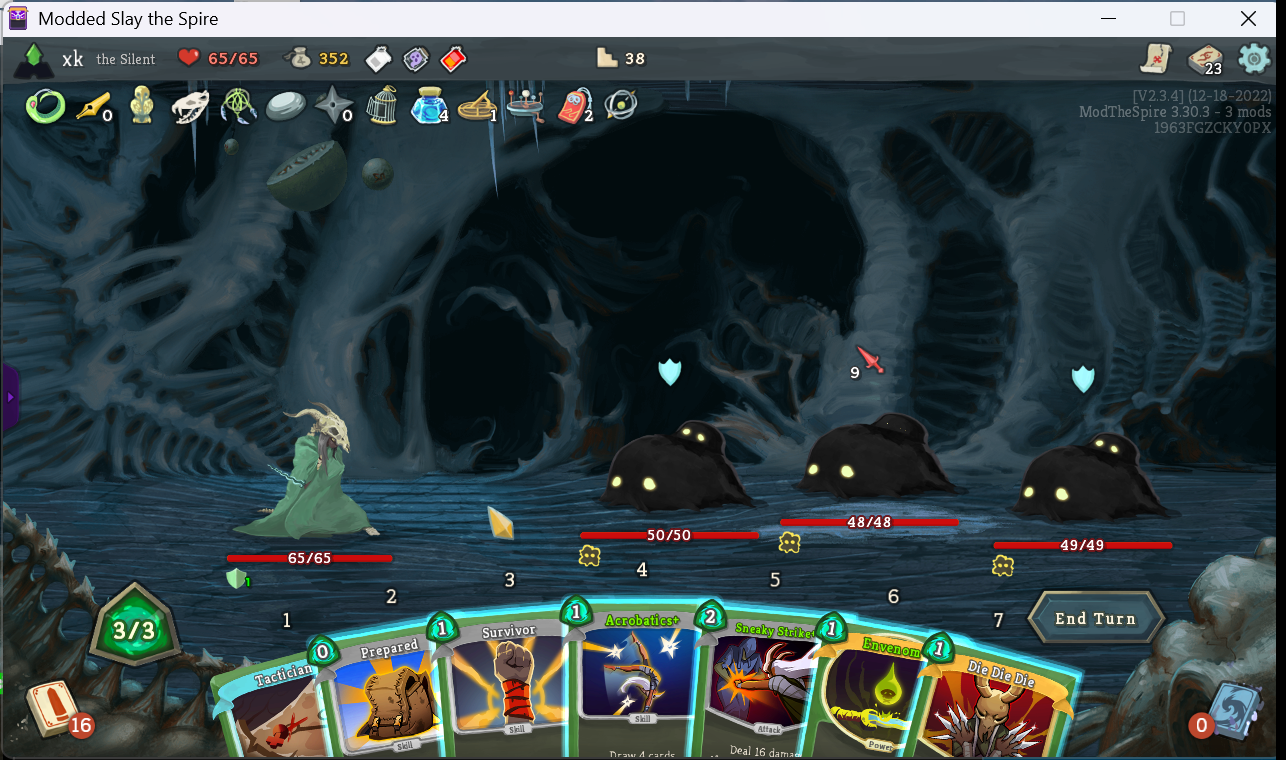 Modded Slay the Spire
xk the Silent 65/65 352 38 23
0 0 4 1 2
[V2.3.4] (12-18-2022)
ModTheSpire 3.30.3 - 3 mods
1963FGZCKY0PX
9
65/65 50/50 48/48 49/49
1
1 2 3 4 5 6 7
3/3
End Turn
0 1 1 2 1 1
Tactician Prepared Survivor Acrobatics+ Sneaky Strike+ Envenom Die Die Die
Skill Skill Skill Attack Power
Draw 4 cards
Deal 16 damag
16
0